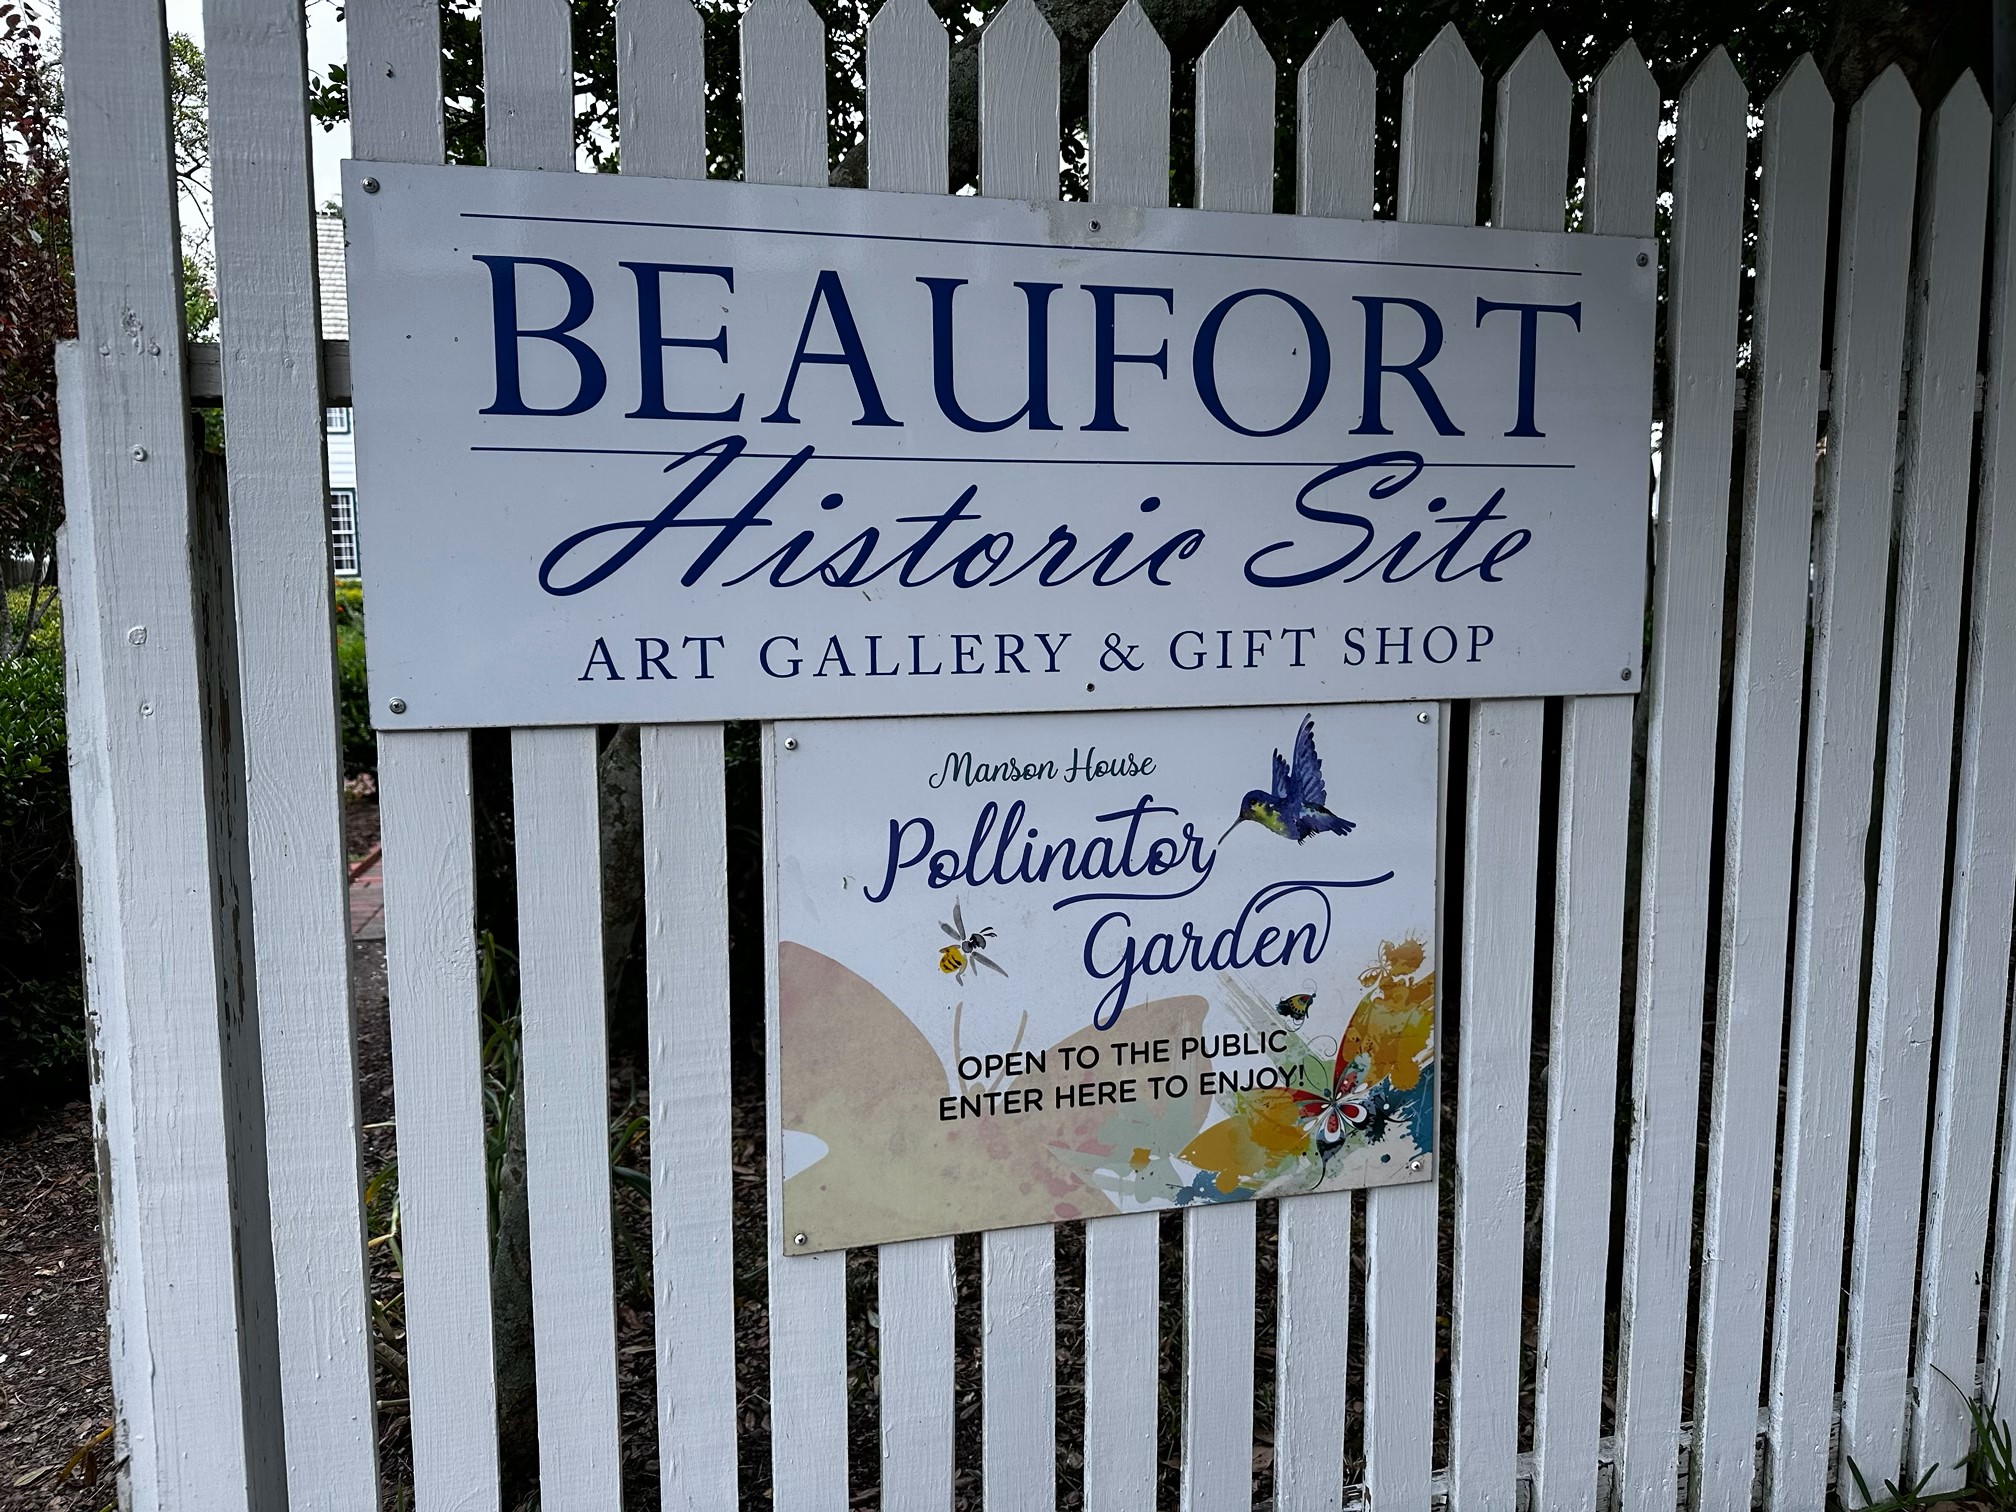 BEAUFORT
Historic Site
ART GALLERY & GIFT SHOP
Manson House
Pollinator
Garden
OPEN TO THE PUBLIC
ENTER HERE TO ENJOY!